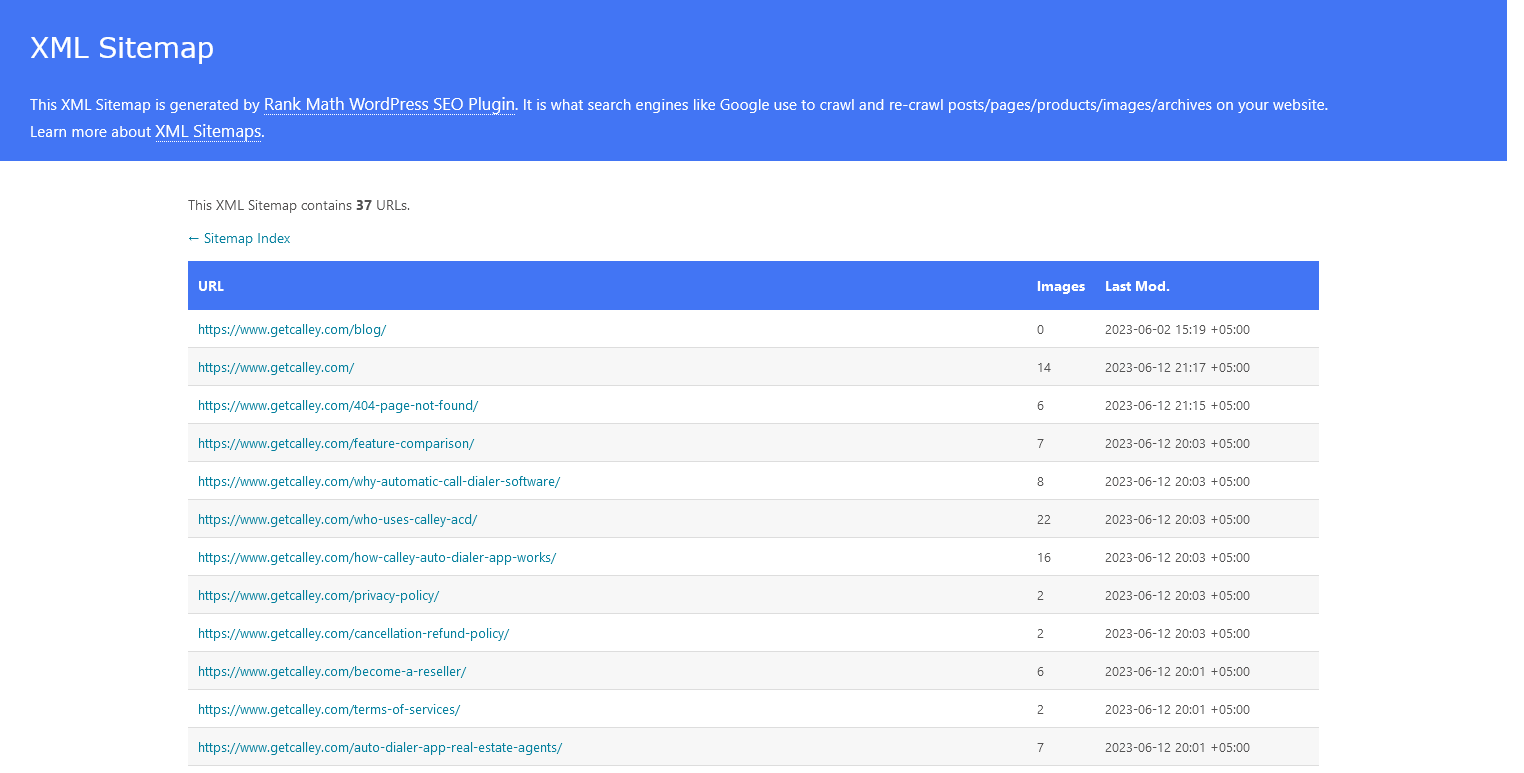 XML Sitemap
This XML Sitemap is generated by Rank Math WordPress SEO Plugin. It is what search engines like Google use to crawl and re-crawl posts/pages/products/images/archives on your website.
Learn more about XML Sitemaps.
This XML Sitemap contains 37 URLs.
← Sitemap Index
URL Images Last Mod.
https://www.getcalley.com/blog/ 0 2023-06-02 15:19 +05:00
https://www.getcalley.com/ 14 2023-06-12 21:17 +05:00
https://www.getcalley.com/404-page-not-found/ 6 2023-06-12 21:15 +05:00
https://www.getcalley.com/feature-comparison/ 7 2023-06-12 20:03 +05:00
https://www.getcalley.com/why-automatic-call-dialer-software/ 8 2023-06-12 20:03 +05:00
https://www.getcalley.com/who-uses-calley-acd/ 22 2023-06-12 20:03 +05:00
https://www.getcalley.com/how-calley-auto-dialer-app-works/ 16 2023-06-12 20:03 +05:00
https://www.getcalley.com/privacy-policy/ 2 2023-06-12 20:03 +05:00
https://www.getcalley.com/cancellation-refund-policy/ 2 2023-06-12 20:03 +05:00
https://www.getcalley.com/become-a-reseller/ 6 2023-06-12 20:01 +05:00
https://www.getcalley.com/terms-of-services/ 2 2023-06-12 20:01 +05:00
https://www.getcalley.com/auto-dialer-app-real-estate-agents/ 7 2023-06-12 20:01 +05:00